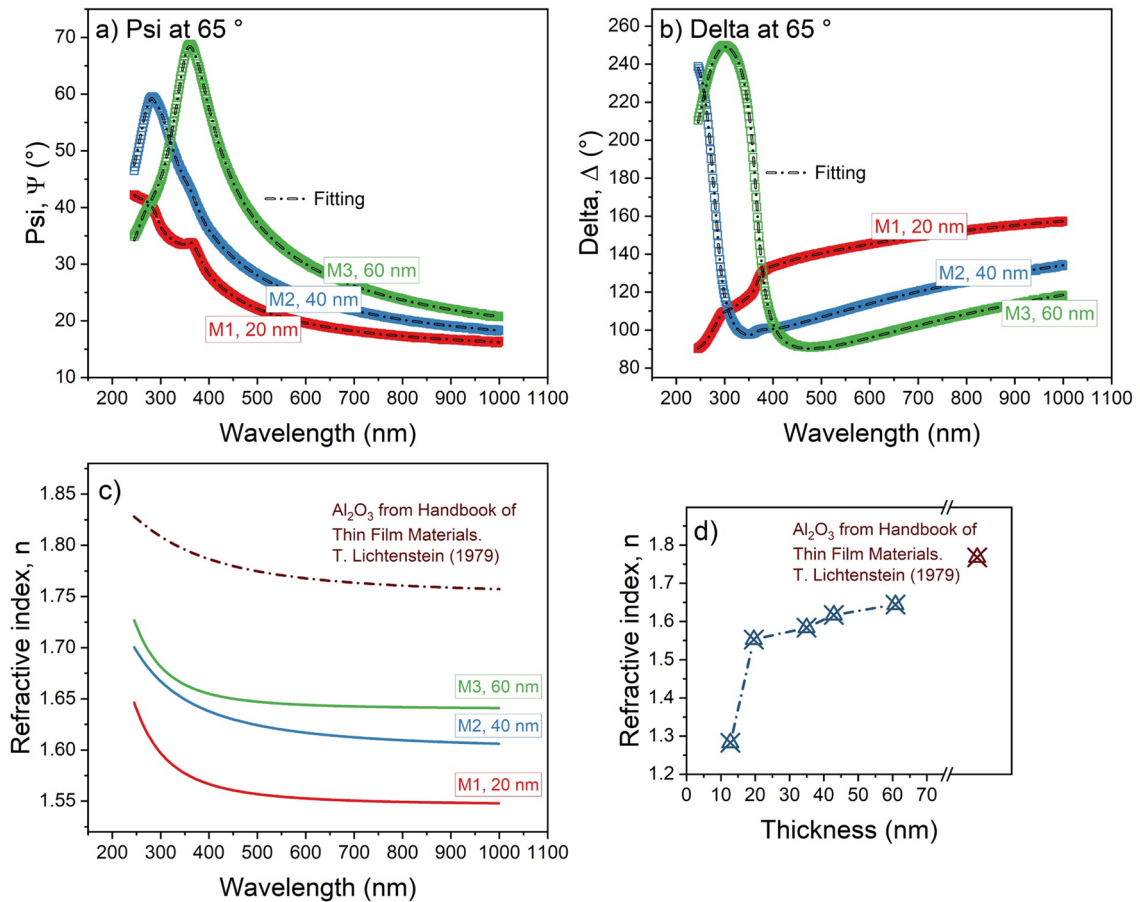 a) Psi at 65 °
70
60
50
40
30
20
10
Psi, Ψ (°)
Fitting
M3, 60 nm
M2, 40 nm
M1, 20 nm
200 300 400 500 600 700 800 900 1000 1100
Wavelength (nm)
b) Delta at 65 °
260
240
220
200
180
160
140
120
100
80
Delta, Δ (°)
Fitting
M1, 20 nm
M2, 40 nm
M3, 60 nm
200 300 400 500 600 700 800 900 1000 1100
Wavelength (nm)
c)
1.85
1.80
1.75
1.70
1.65
1.60
1.55
Refractive index, n
Al₂O₃ from Handbook of
Thin Film Materials.
T. Lichtenstein (1979)
M3, 60 nm
M2, 40 nm
M1, 20 nm
200 300 400 500 600 700 800 900 1000 1100
Wavelength (nm)
d)
1.8
1.7
1.6
1.5
1.4
1.3
1.2
Refractive index, n
Al₂O₃ from Handbook of
Thin Film Materials.
T. Lichtenstein (1979)
0 10 20 30 40 50 60 70
Thickness (nm)